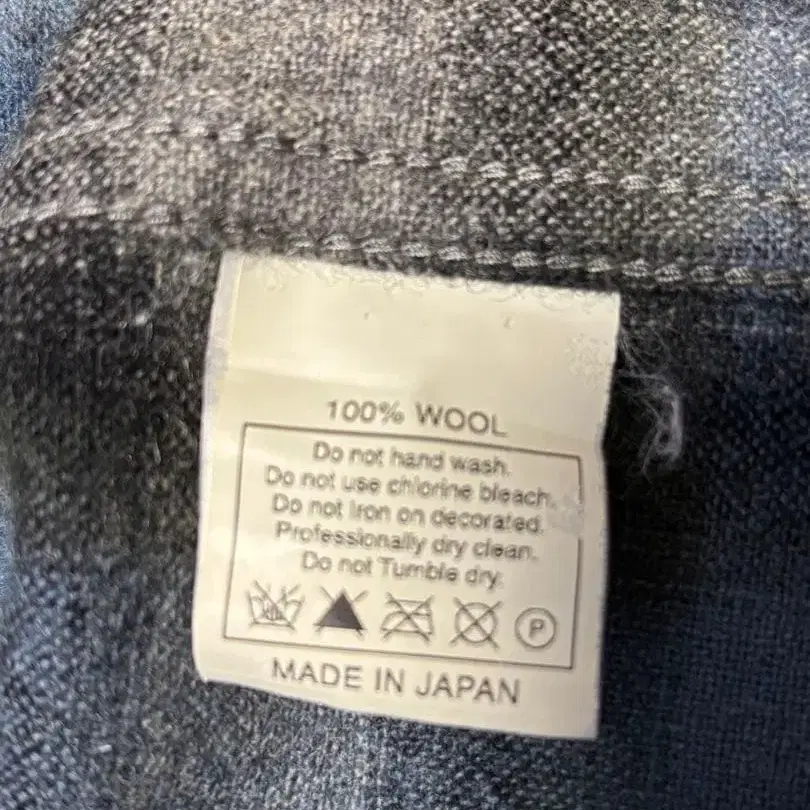 100% WOOL
Do not hand wash.
Do not use chlorine bleach.
Do not Iron on decorated.
Professionally dry clean.
Do not Tumble dry.
P
MADE IN JAPAN